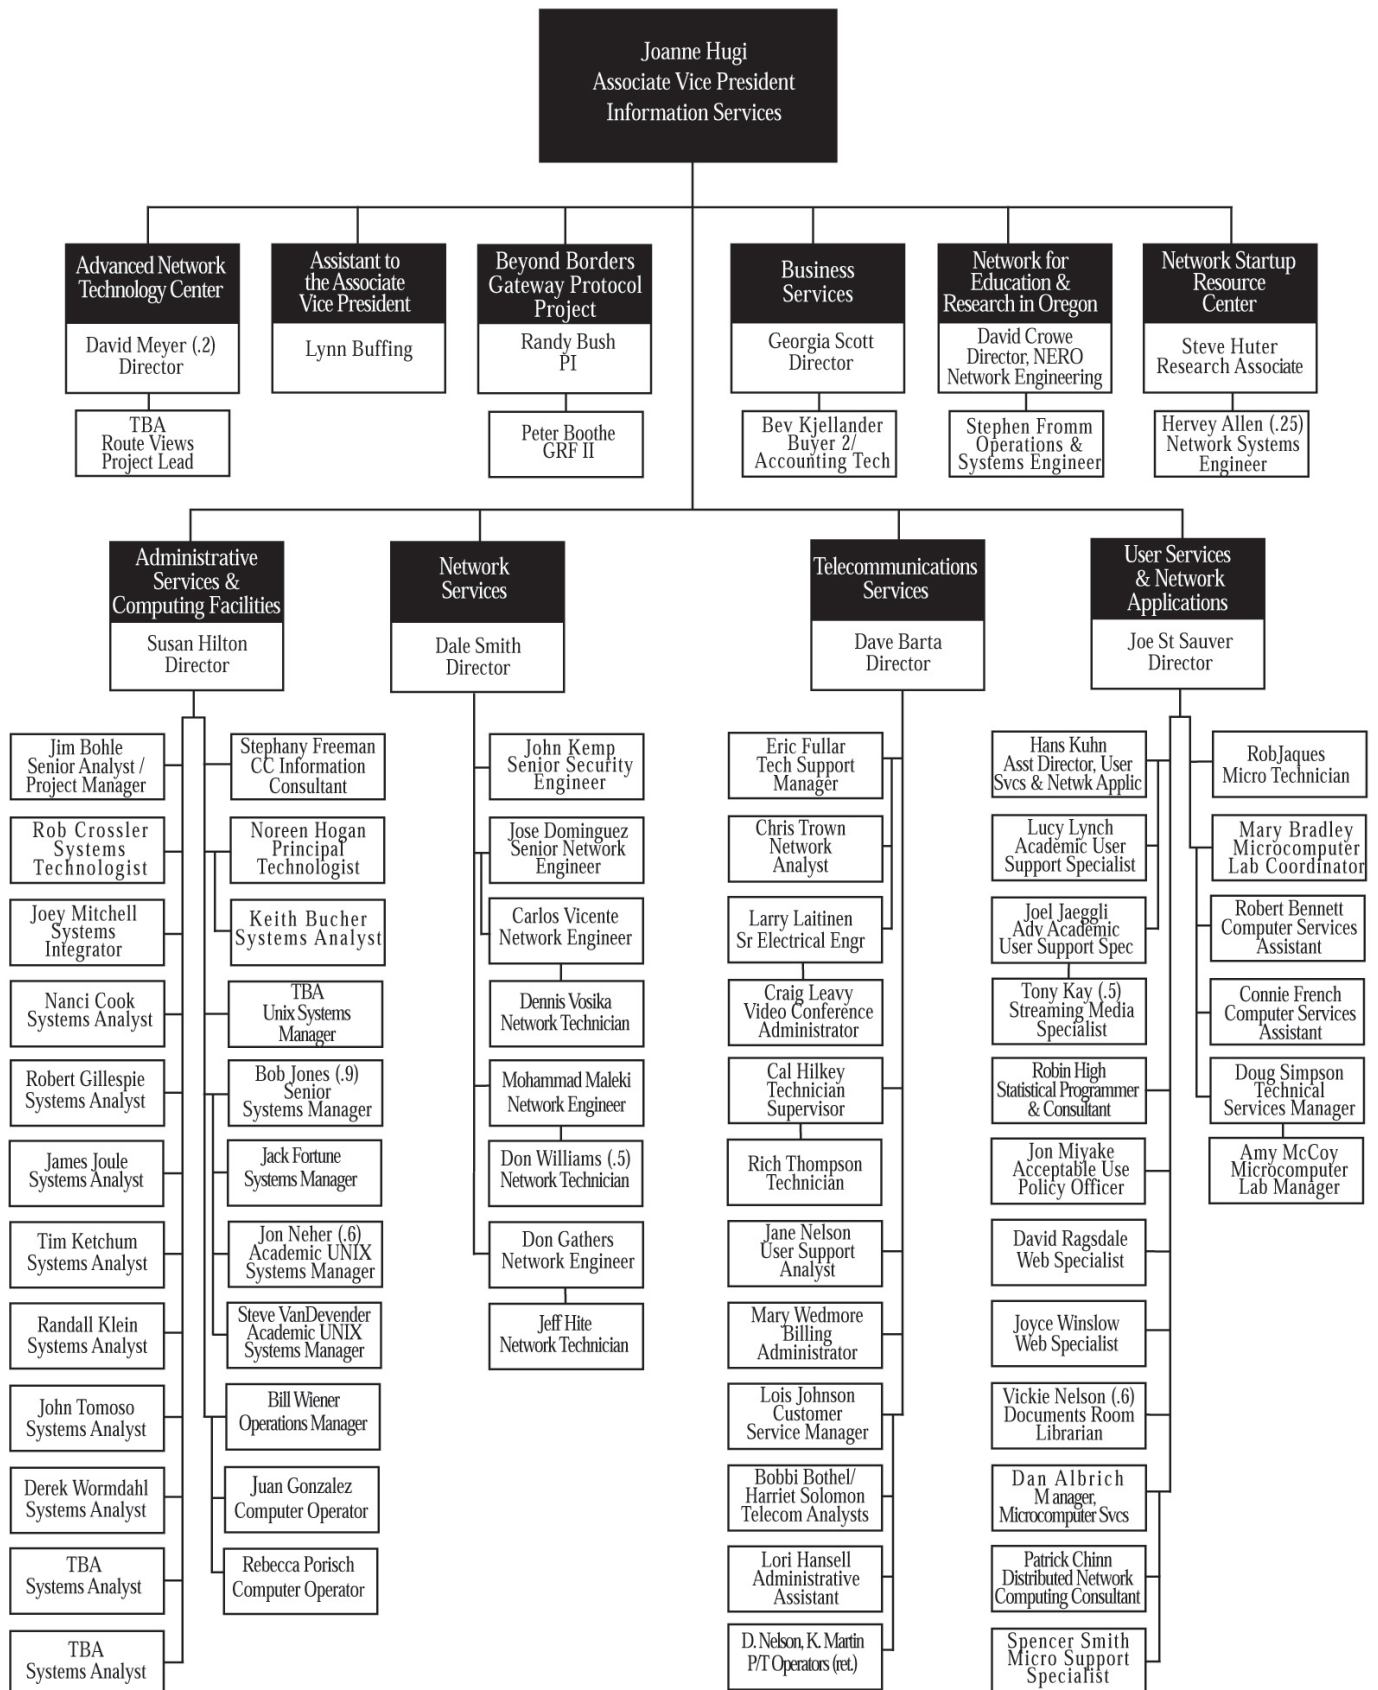 Joanne Hugi
Associate Vice President
Information Services
Advanced Network
Technology Center
David Meyer (.2)
Director
TBA
Route Views
Project Lead
Assistant to
the Associate
Vice President
Lynn Buffing
Beyond Borders
Gateway Protocol
Project
Randy Bush
PI
Peter Boothe
GRF II
Business
Services
Georgia Scott
Director
Bev Kjellander
Buyer 2/
Accounting Tech
Network for
Education &
Research in Oregon
David Crowe
Director, NERO
Network Engineering
Stephen Fromm
Operations &
Systems Engineer
Network Startup
Resource
Center
Steve Huter
Research Associate
Hervey Allen (.25)
Network Systems
Engineer
Administrative
Services &
Computing Facilities
Susan Hilton
Director
Jim Bohle
Senior Analyst /
Project Manager
Rob Crossler
Systems
Technologist
Joey Mitchell
Systems
Integrator
Nanci Cook
Systems Analyst
Robert Gillespie
Systems Analyst
James Joule
Systems Analyst
Tim Ketchum
Systems Analyst
Randall Klein
Systems Analyst
John Tomoso
Systems Analyst
Derek Wormdahl
Systems Analyst
TBA
Systems Analyst
TBA
Systems Analyst
Stephany Freeman
CC Information
Consultant
Noreen Hogan
Principal
Technologist
Keith Bucher
Systems Analyst
TBA
Unix Systems
Manager
Bob Jones (.9)
Senior
Systems Manager
Jack Fortune
Systems Manager
Jon Neher (.6)
Academic UNIX
Systems Manager
Steve VanDevender
Academic UNIX
Systems Manager
Bill Wiener
Operations Manager
Juan Gonzalez
Computer Operator
Rebecca Porisch
Computer Operator
Network
Services
Dale Smith
Director
John Kemp
Senior Security
Engineer
Jose Dominguez
Senior Network
Engineer
Carlos Vicente
Network Engineer
Dennis Vosika
Network Technician
Mohammad Maleki
Network Engineer
Don Williams (.5)
Network Technician
Don Gathers
Network Engineer
Jeff Hite
Network Technician
Telecommunications
Services
Dave Barta
Director
Eric Fullar
Tech Support
Manager
Chris Trown
Network
Analyst
Larry Laitinen
Sr Electrical Engr
Craig Leavy
Video Conference
Administrator
Cal Hilkey
Technician
Supervisor
Rich Thompson
Technician
Jane Nelson
User Support
Analyst
Mary Wedmore
Billing
Administrator
Lois Johnson
Customer
Service Manager
Bobbi Bothel/
Harriet Solomon
Telecom Analysts
Lori Hansell
Administrative
Assistant
D. Nelson, K. Martin
P/T Operators (ret.)
User Services
& Network
Applications
Joe St Sauver
Director
Hans Kuhn
Asst Director, User
Svcs & Netwk Applic
Lucy Lynch
Academic User
Support Specialist
Joel Jaeggli
Adv Academic
User Support Spec
Tony Kay (.5)
Streaming Media
Specialist
Robin High
Statistical Programmer
& Consultant
Jon Miyake
Acceptable Use
Policy Officer
David Ragsdale
Web Specialist
Joyce Winslow
Web Specialist
Vickie Nelson (.6)
Documents Room
Librarian
Dan Albrich
Manager,
Microcomputer Svcs
Patrick Chinn
Distributed Network
Computing Consultant
Spencer Smith
Micro Support
Specialist
RobJaques
Micro Technician
Mary Bradley
Microcomputer
Lab Coordinator
Robert Bennett
Computer Services
Assistant
Connie French
Computer Services
Assistant
Doug Simpson
Technical
Services Manager
Amy McCoy
Microcomputer
Lab Manager